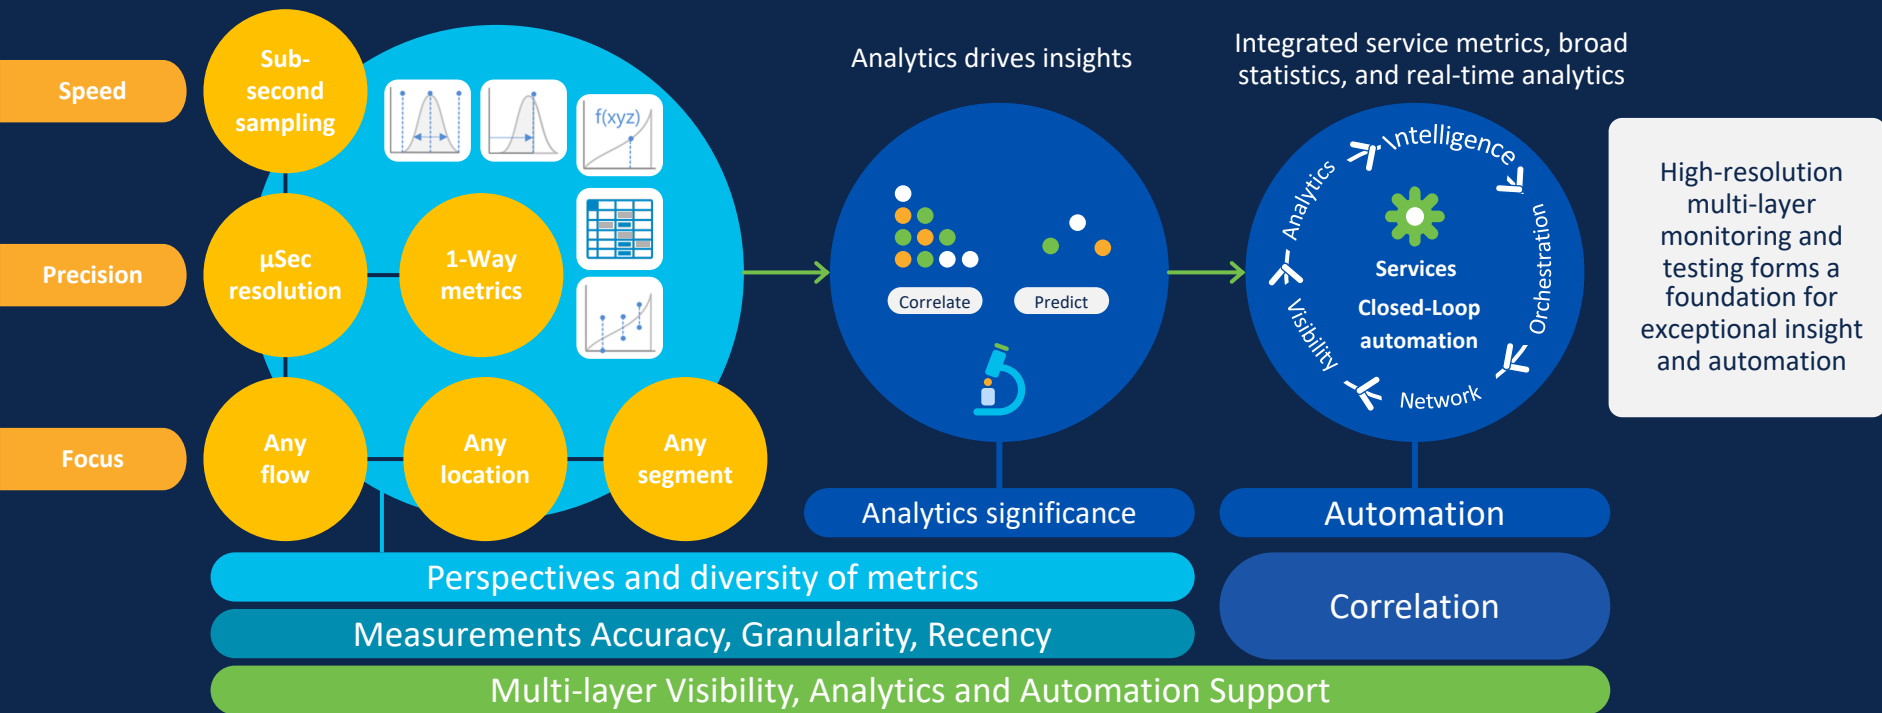 Speed
Sub-
second
sampling
f(xyz)
Precision
µSec
resolution
1-Way
metrics
Focus
Any
flow
Any
location
Any
segment
Analytics drives insights
Correlate
Predict
Integrated service metrics, broad
statistics, and real-time analytics
Intelligence
Orchestration
Network
Visibility
Analytics
Services
Closed-Loop
automation
High-resolution
multi-layer
monitoring and
testing forms a
foundation for
exceptional insight
and automation
Analytics significance
Automation
Perspectives and diversity of metrics
Correlation
Measurements Accuracy, Granularity, Recency
Multi-layer Visibility, Analytics and Automation Support